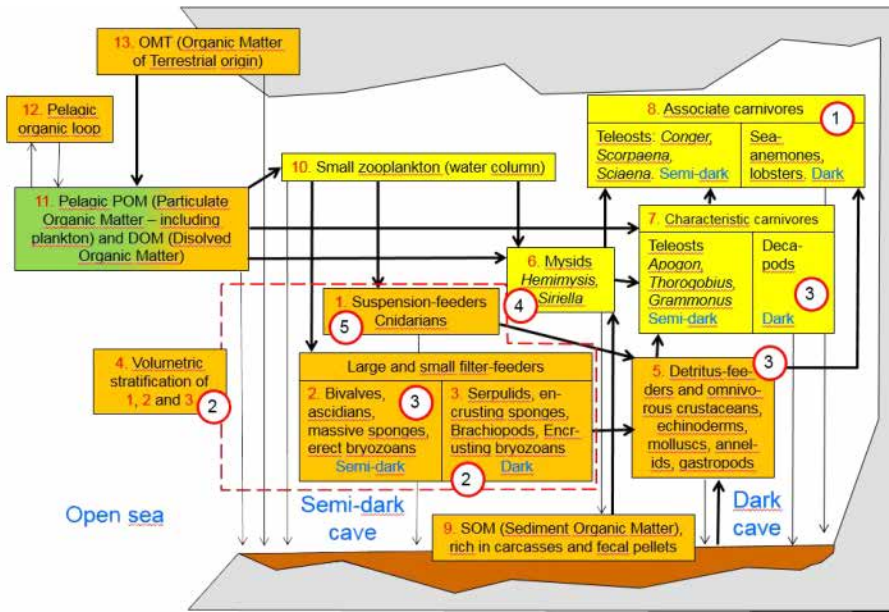 13. OMT (Organic Matter
of Terrestrial origin)
12. Pelagic
organic loop
11. Pelagic POM (Particulate
Organic Matter – including
plankton) and DOM (Disolved
Organic Matter)
10. Small zooplankton (water column)
8. Associate carnivores
1
Teleosts: Conger,
Scorpaena,
Sciaena. Semi-dark
Sea-
anemones,
lobsters. Dark
7. Characteristic carnivores
Teleosts
Apogon,
Thorogobius,
Grammonus
Semi-dark
Deca-
pods
3
Dark
6. Mysids
Hemimysis,
Siriella
1. Suspension-feeders
Cnidarians
4
5
4. Volumetric
stratification of
1, 2 and 3
2
Large and small filter-feeders
2. Bivalves,
ascidians,
massive sponges,
erect bryozoans
Semi-dark
3
3. Serpulids, en-
crusting sponges,
Brachiopods, Encr-
usting bryozoans
Dark
2
5. Detritus-fee-
ders and omnivo-
rous crustaceans,
echinoderms,
molluscs, annel-
ids, gastropods
3
Open sea
Semi-dark
cave
Dark
cave
9. SOM (Sediment Organic Matter),
rich in carcasses and fecal pellets